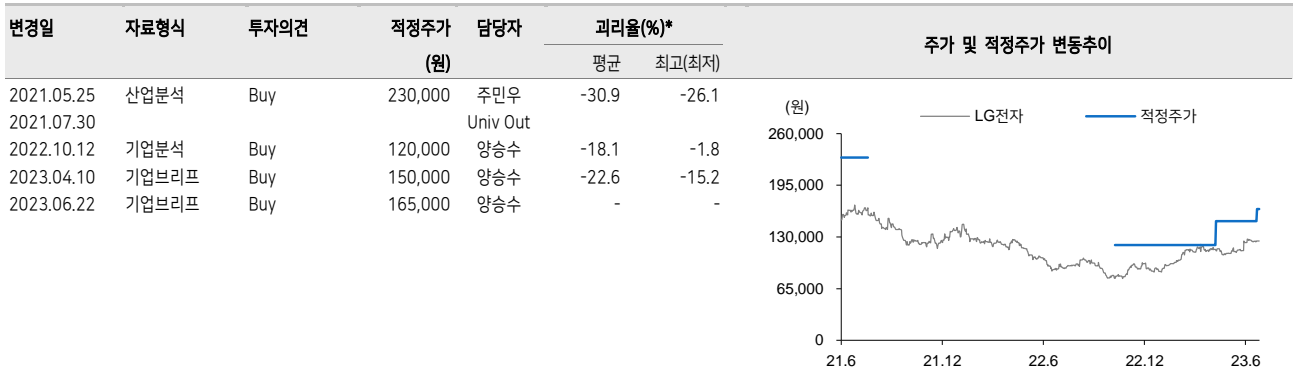 변경일 자료형식 투자의견 적정주가 담당자 괴리율(%)* 주가 및 적정주가 변동추이
(원) 평균 최고(최저)
2021.05.25 산업분석 Buy 230,000 주민우 -30.9 -26.1
2021.07.30 Univ Out
2022.10.12 기업분석 Buy 120,000 양승수 -18.1 -1.8
2023.04.10 기업브리프 Buy 150,000 양승수 -22.6 -15.2
2023.06.22 기업브리프 Buy 165,000 양승수 - -
(원)
LG전자 적정주가
260,000
195,000
130,000
65,000
0
21.6 21.12 22.6 22.12 23.6